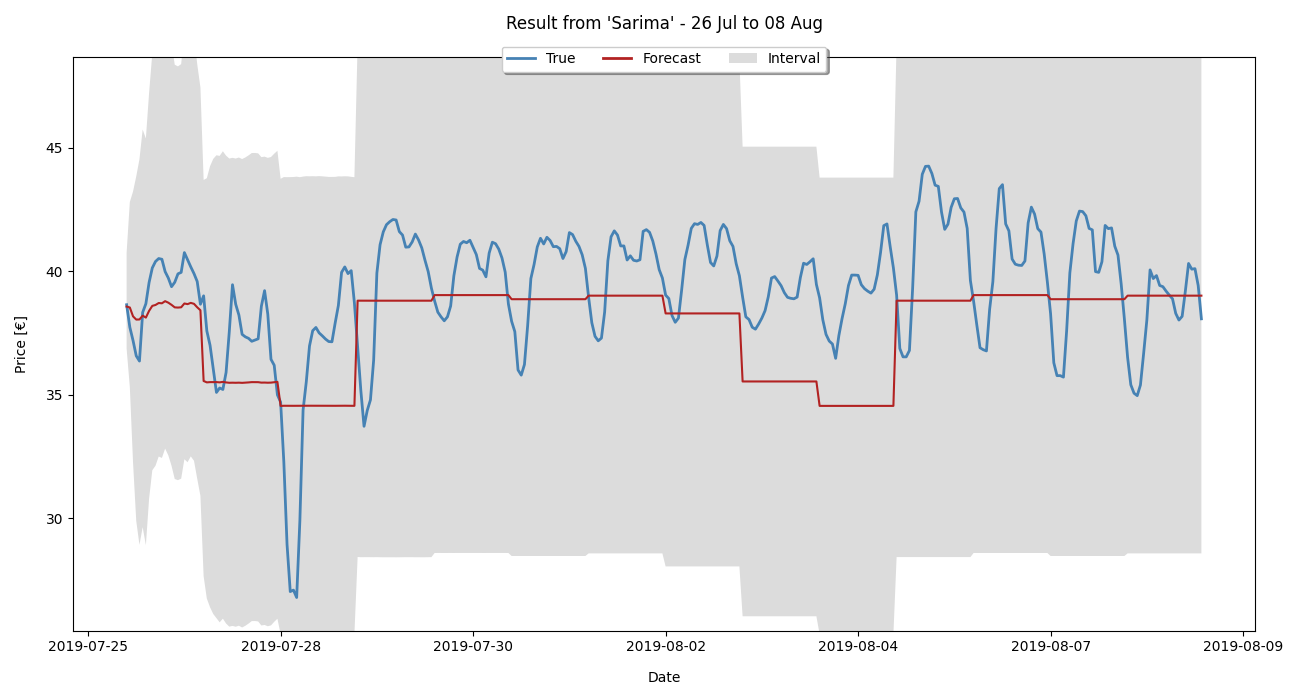 Result from 'Sarima' - 26 Jul to 08 Aug
True Forecast Interval
45
40
35
30
Price [€]
2019-07-25 2019-07-28 2019-07-30 2019-08-02 2019-08-04 2019-08-07 2019-08-09
Date